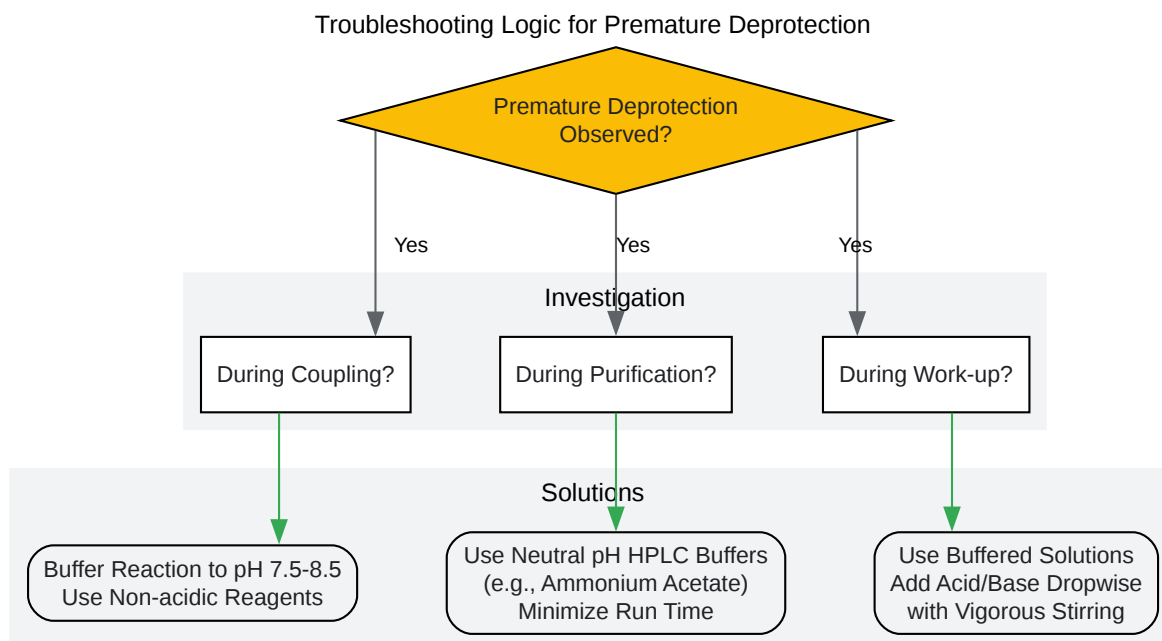 Troubleshooting Logic for Premature Deprotection
Premature Deprotection
Observed?
Yes
Yes
Yes
Investigation
During Coupling?
During Purification?
During Work-up?
Solutions
Buffer Reaction to pH 7.5-8.5
Use Non-acidic Reagents
Use Neutral pH HPLC Buffers
(e.g., Ammonium Acetate)
Minimize Run Time
Use Buffered Solutions
Add Acid/Base Dropwise
with Vigorous Stirring